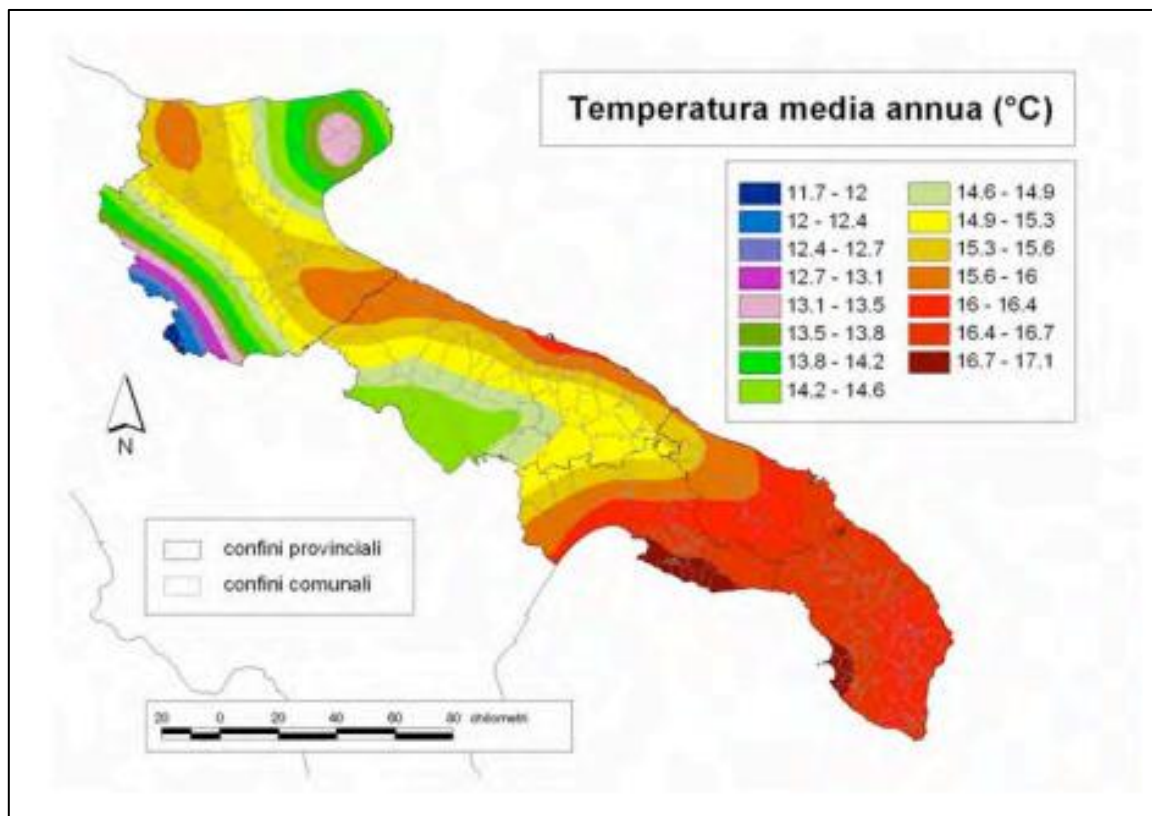 Temperatura media annua (°C)
11.7 - 12
12 - 12.4
12.4 - 12.7
12.7 - 13.1
13.1 - 13.5
13.5 - 13.8
13.8 - 14.2
14.2 - 14.6
14.6 - 14.9
14.9 - 15.3
15.3 - 15.6
15.6 - 16
16 - 16.4
16.4 - 16.7
16.7 - 17.1
N
confini provinciali
confini comunali
20 0 20 40 60 80 chilometri